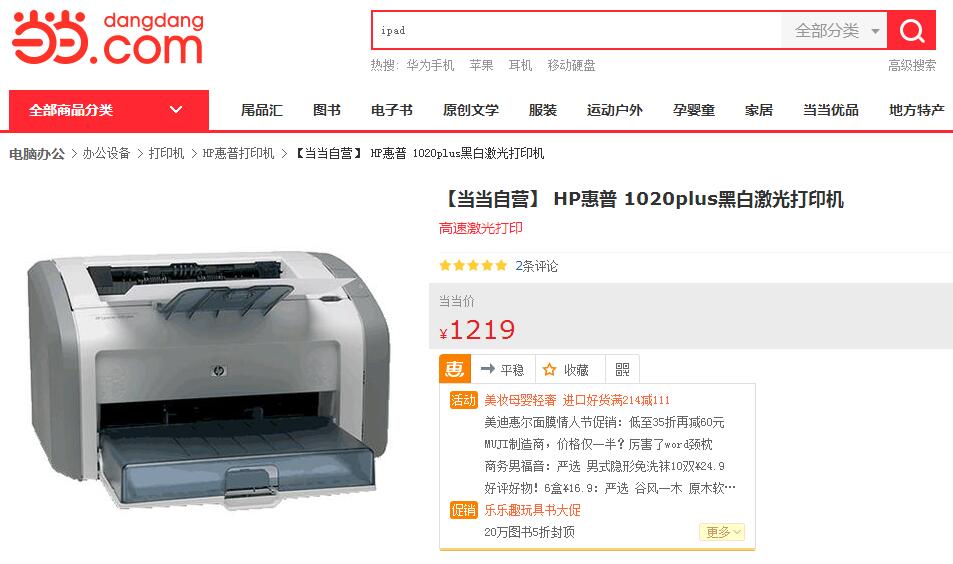 dangdang
当当.com
ipad
全部分类
热搜: 华为手机 苹果 耳机 移动硬盘
高级搜索
全部商品分类 尾品汇 图书 电子书 原创文学 服装 运动户外 孕婴童 家居 当当优品 地方特产
电脑办公 > 办公设备 > 打印机 > HP惠普打印机 > 【当当自营】 HP惠普 1020plus黑白激光打印机
【当当自营】 HP惠普 1020plus黑白激光打印机
高速激光打印
2条评论
当当价
¥1219
惠 平稳 收藏
活动 美妆母婴轻奢 进口好货满214减111
美迪惠尔面膜情人节促销: 低至35折再减60元
MUJI制造商，价格仅一半？厉害了word颈枕
商务男福音: 严选 男式隐形免洗袜10双¥24.9
好评好物! 6盒¥16.9: 严选 谷风一木 原木软…
促销 乐乐趣玩具书大促
20万图书5折封顶
更多
hp